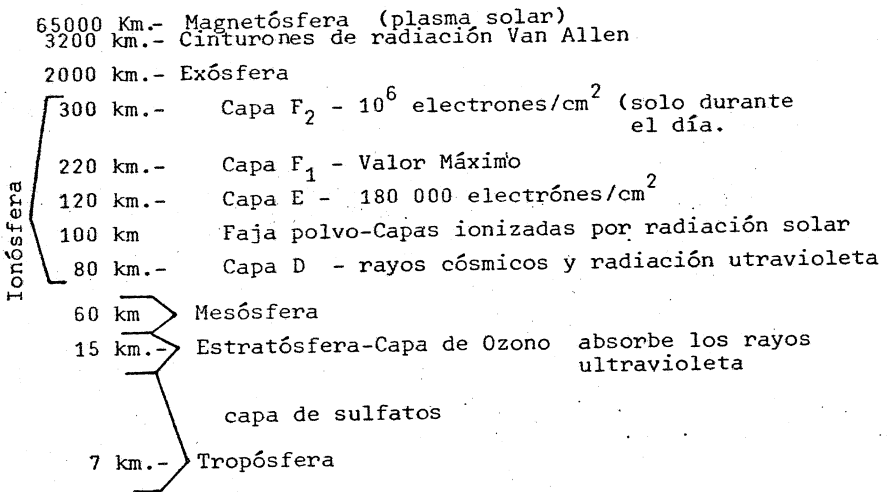 65000 Km.- Magnetósfera (plasma solar)
3200 km.- Cinturones de radiación Van Allen
2000 km.- Exósfera
Ionósfera
300 km.- Capa F2 - 10^6 electrones/cm^2 (solo durante
el día.
220 km.- Capa F1 - Valor Máximo
120 km.- Capa E - 180 000 electrónes/cm^2
100 km Faja polvo-Capas ionizadas por radiación solar
80 km.- Capa D - rayos cósmicos y radiación utravioleta
60 km Mesósfera
15 km.- Estratósfera-Capa de Ozono absorbe los rayos
ultravioleta
capa de sulfatos
7 km.- Tropósfera